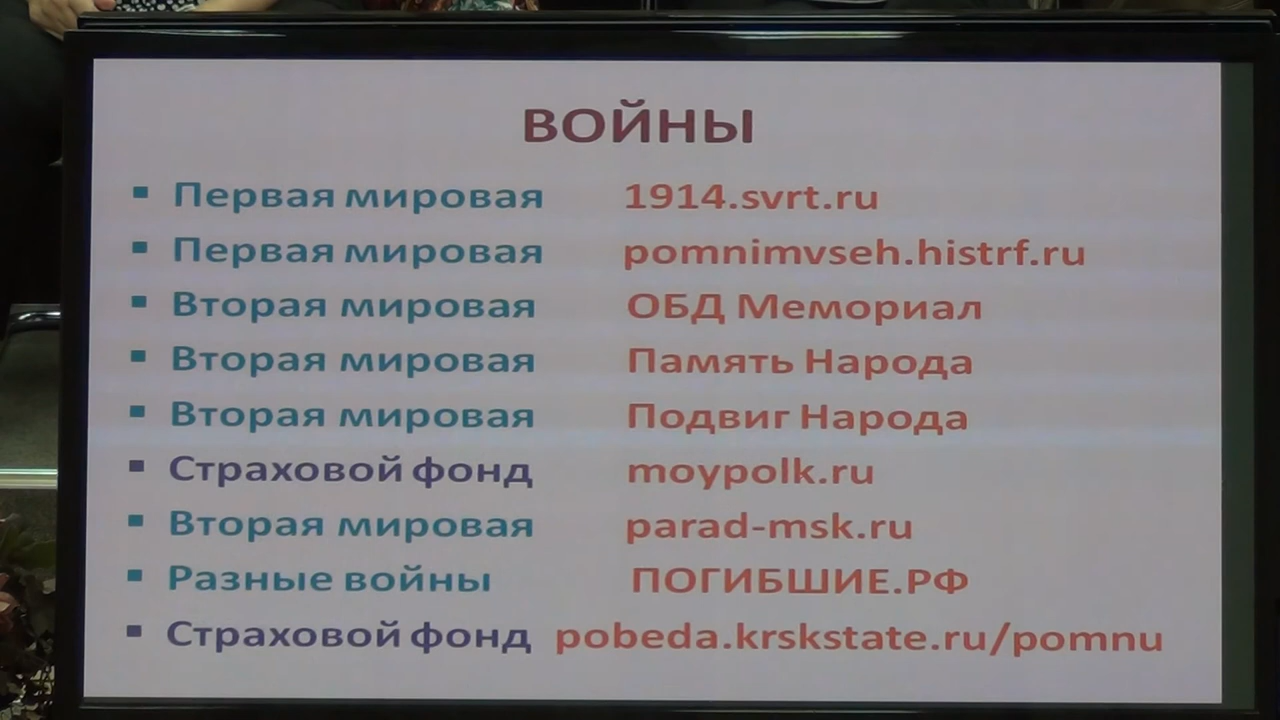 ВОЙНЫ
▪ Первая мировая 1914.svrt.ru
▪ Первая мировая pomnimvseh.histrf.ru
▪ Вторая мировая ОБД Мемориал
▪ Вторая мировая Память Народа
▪ Вторая мировая Подвиг Народа
▪ Страховой фонд moypolk.ru
▪ Вторая мировая parad-msk.ru
▪ Разные войны ПОГИБШИЕ.РФ
▪ Страховой фонд pobeda.krskstate.ru/pomnu